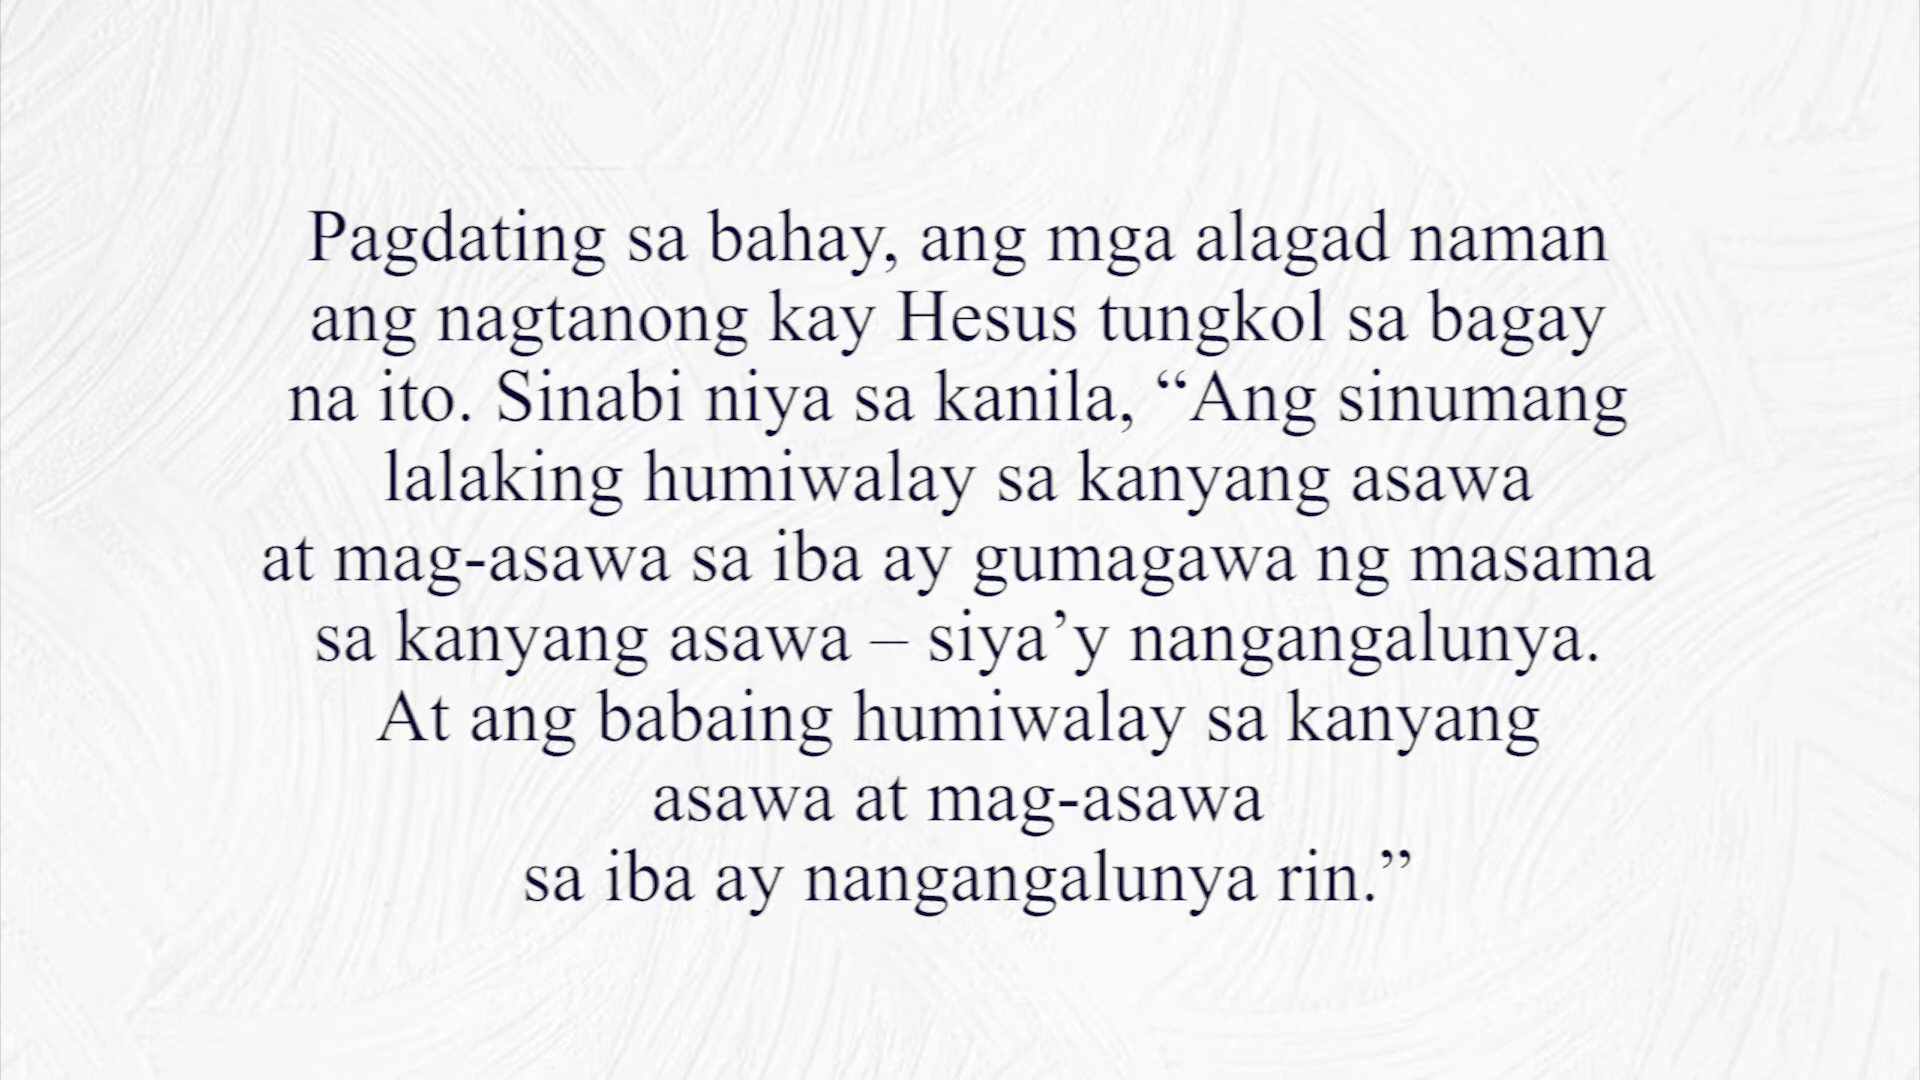 Pagdating sa bahay, ang mga alagad naman
ang nagtanong kay Hesus tungkol sa bagay
na ito. Sinabi niya sa kanila, “Ang sinumang
lalaking humiwalay sa kanyang asawa
at mag-asawa sa iba ay gumagawa ng masama
sa kanyang asawa – siya’y nangangalunya.
At ang babaing humiwalay sa kanyang
asawa at mag-asawa
sa iba ay nangangalunya rin.”